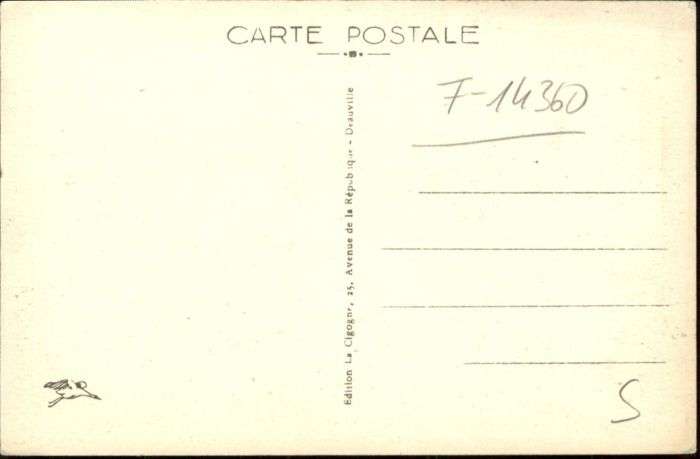 CARTE POSTALE
F-14360
Edition La Cigogne, 25, Avenue de la République - Deauville
S